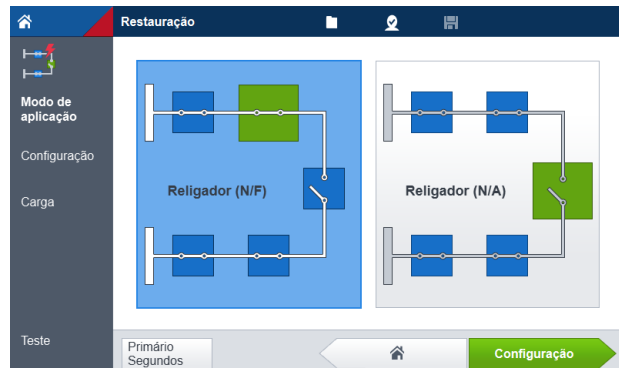 Restauração
Modo de
aplicação
Configuração
Carga
Teste
Religador (N/F)
Religador (N/A)
Primário
Segundos
Configuração